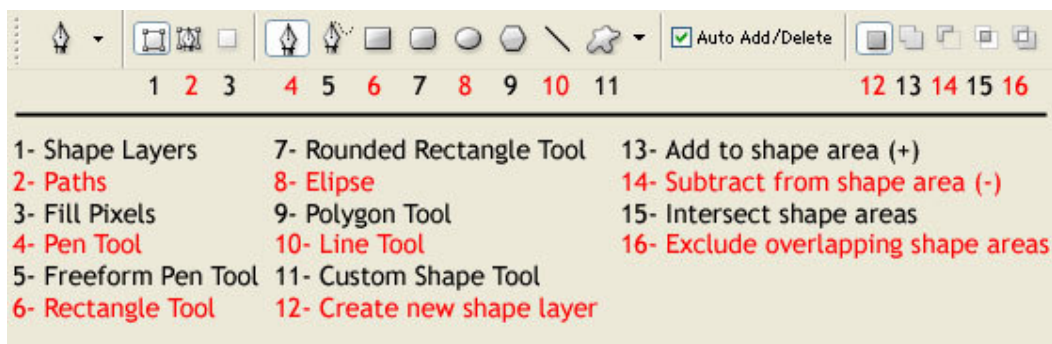 Auto Add/Delete
1 2 3 4 5 6 7 8 9 10 11 12 13 14 15 16
1- Shape Layers
2- Paths
3- Fill Pixels
4- Pen Tool
5- Freeform Pen Tool
6- Rectangle Tool
7- Rounded Rectangle Tool
8- Elipse
9- Polygon Tool
10- Line Tool
11- Custom Shape Tool
12- Create new shape layer
13- Add to shape area (+)
14- Subtract from shape area (-)
15- Intersect shape areas
16- Exclude overlapping shape areas